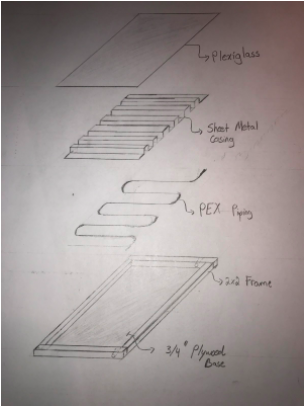 Plexiglass
Sheet Metal
Casing
PEX Piping
2x2 Frame
3/4" Plywood
Base